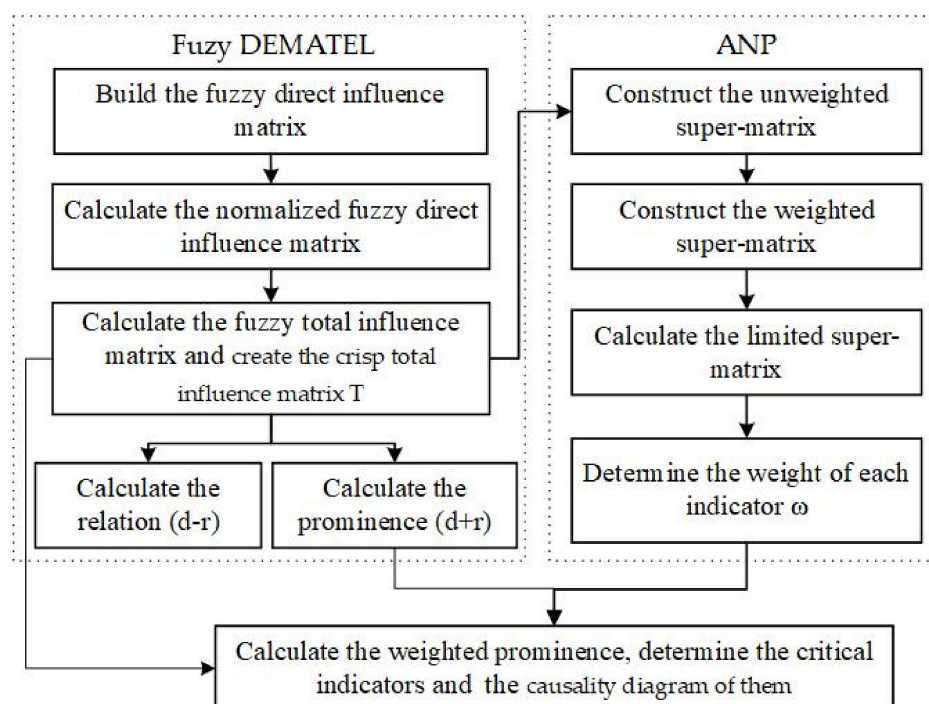 Fuzy DEMATEL
Build the fuzzy direct influence
matrix
Calculate the normalized fuzzy direct
influence matrix
Calculate the fuzzy total influence
matrix and create the crisp total
influence matrix T
Calculate the
relation (d-r)
Calculate the
prominence (d+r)
ANP
Construct the unweighted
super-matrix
Construct the weighted
super-matrix
Calculate the limited super-
matrix
Determine the weight of each
indicator ω
Calculate the weighted prominence, determine the critical
indicators and the causality diagram of them